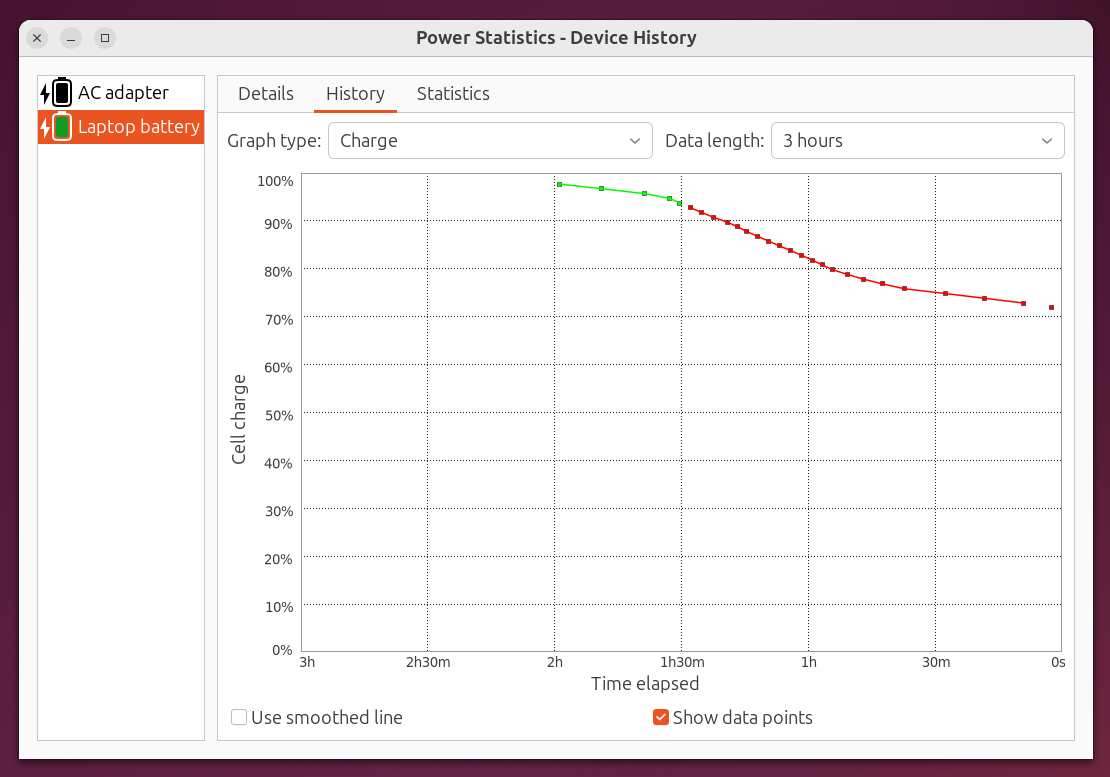 Power Statistics - Device History
AC adapter
Laptop battery
Details History Statistics
Graph type: Charge Data length: 3 hours
100%
90%
80%
70%
60%
50%
40%
30%
20%
10%
0%
Cell charge
3h 2h30m 2h 1h30m 1h 30m 0s
Time elapsed
Use smoothed line Show data points